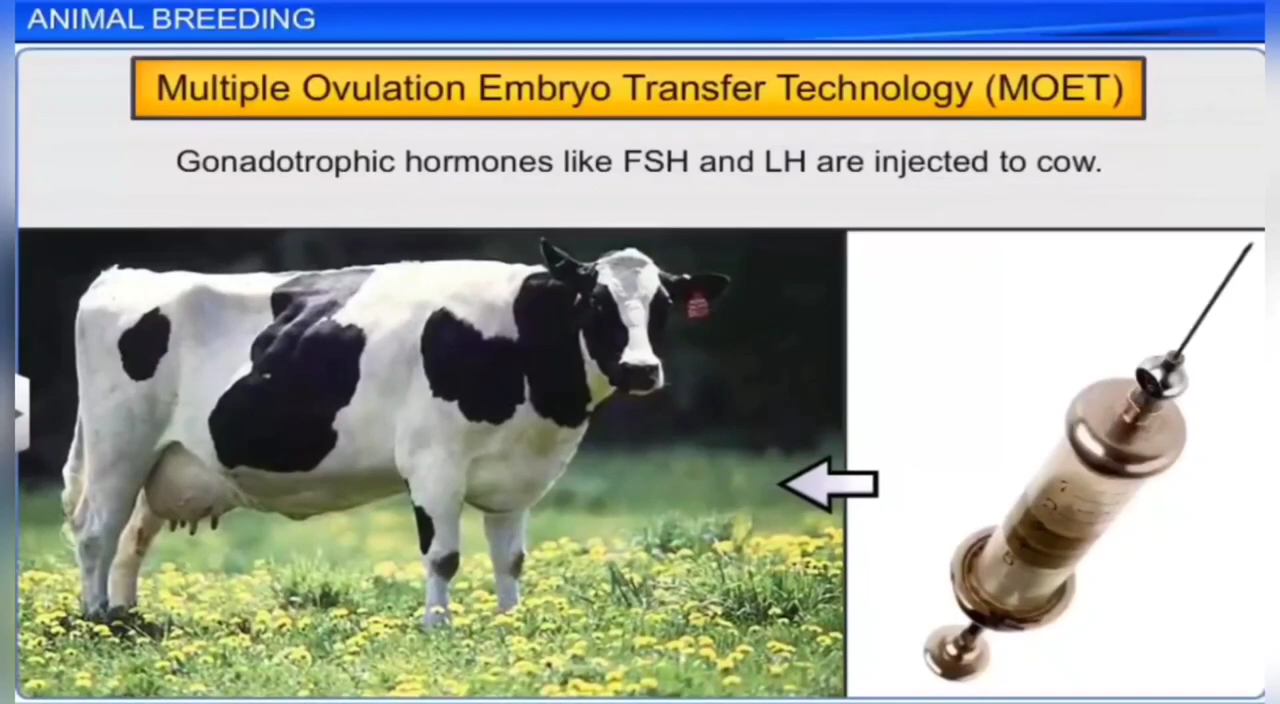 ANIMAL BREEDING
Multiple Ovulation Embryo Transfer Technology (MOET)
Gonadotrophic hormones like FSH and LH are injected to cow.